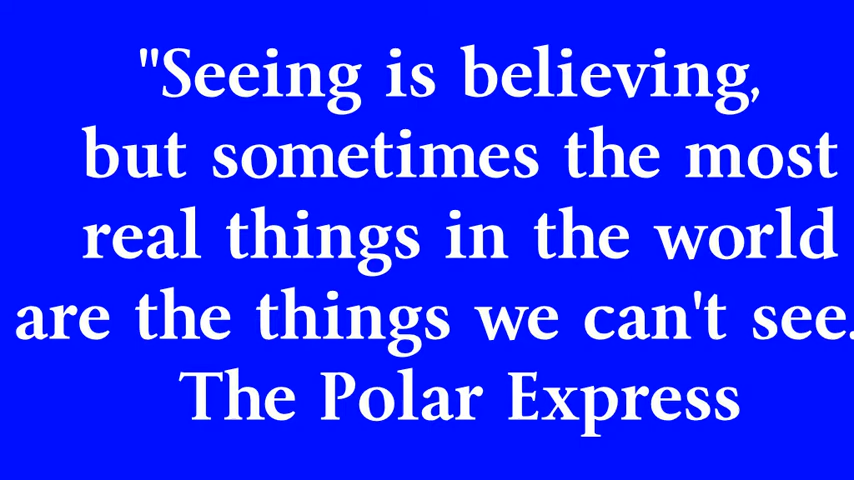 "Seeing is believing,
but sometimes the most
real things in the world
are the things we can't see.
The Polar Express